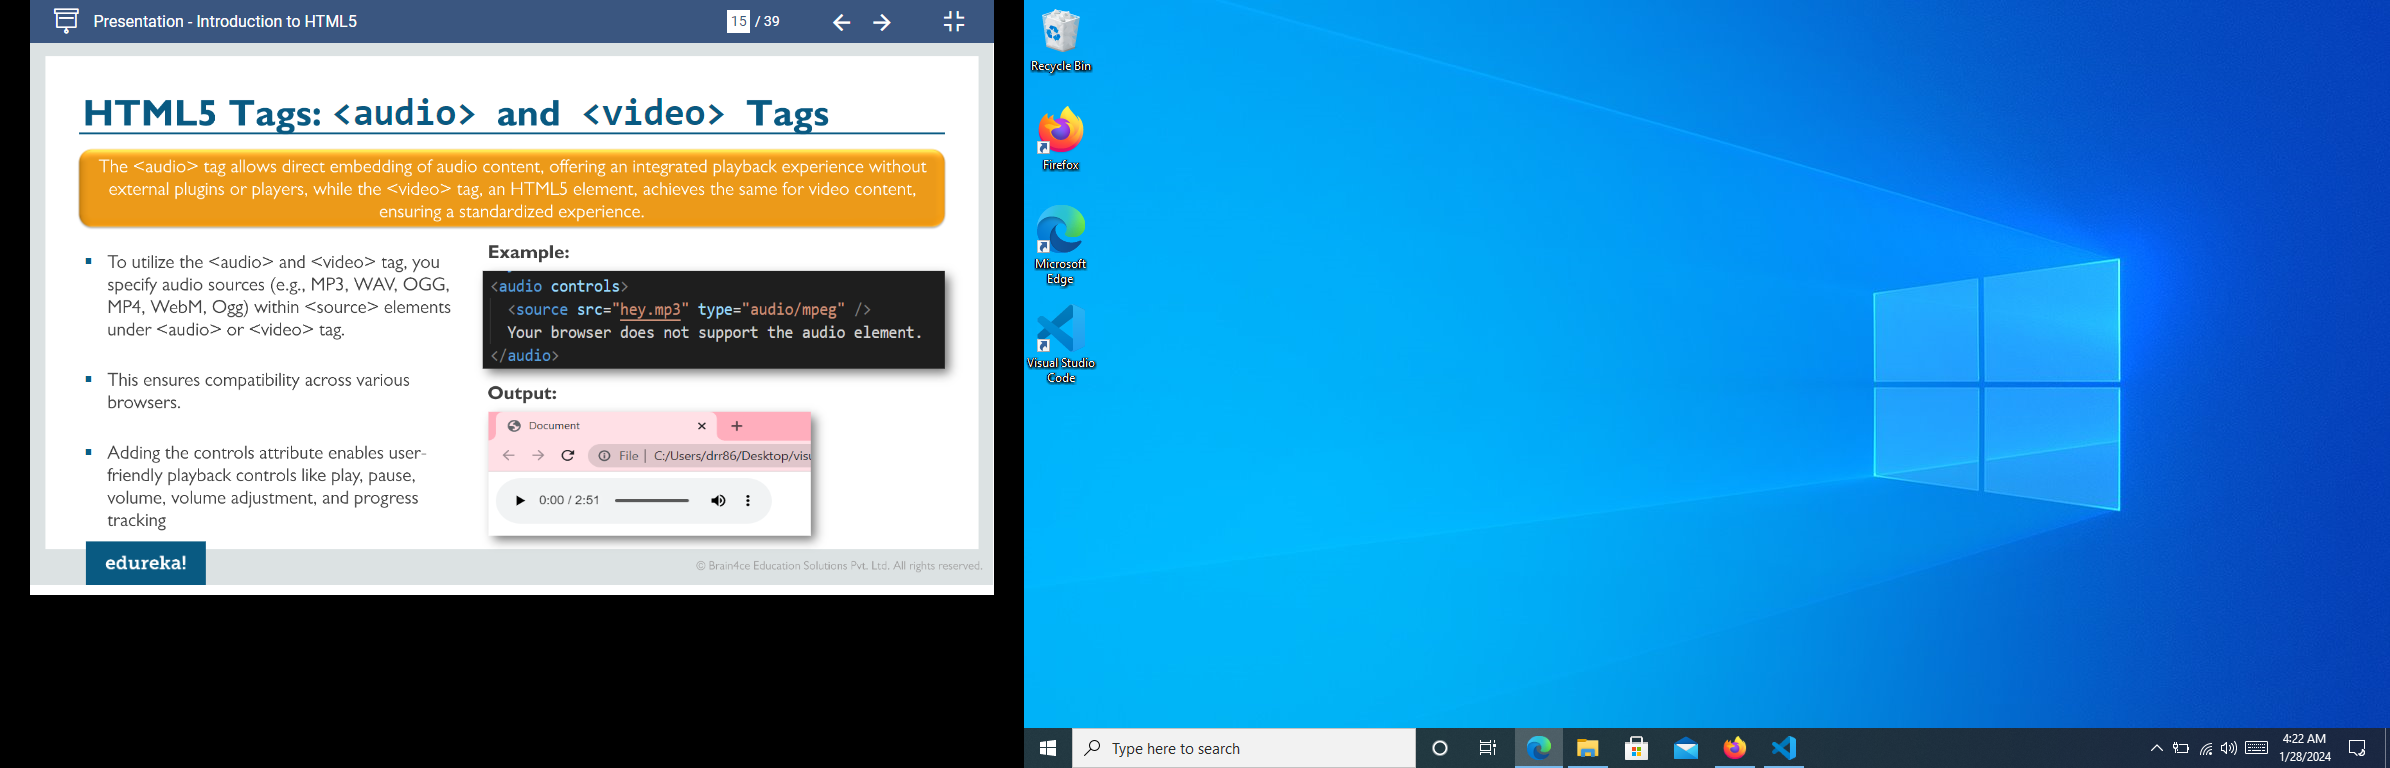 Presentation - Introduction to HTML5
15 / 39
HTML5 Tags: <audio> and <video> Tags
The <audio> tag allows direct embedding of audio content, offering an integrated playback experience without
external plugins or players, while the <video> tag, an HTML5 element, achieves the same for video content,
ensuring a standardized experience.
▪ To utilize the <audio> and <video> tag, you
specify audio sources (e.g., MP3, WAV, OGG,
MP4, WebM, Ogg) within <source> elements
under <audio> or <video> tag.
▪ This ensures compatibility across various
browsers.
▪ Adding the controls attribute enables user-
friendly playback controls like play, pause,
volume, volume adjustment, and progress
tracking
Example:
<audio controls>
<source src="hey.mp3" type="audio/mpeg" />
Your browser does not support the audio element.
</audio>
Output:
Document
File | C:/Users/drr86/Desktop/visu
0:00 / 2:51
edureka!
© Brain4ce Education Solutions Pvt. Ltd. All rights reserved.
Recycle Bin
Firefox
Microsoft
Edge
Visual Studio
Code
Type here to search
4:22 AM
1/28/2024